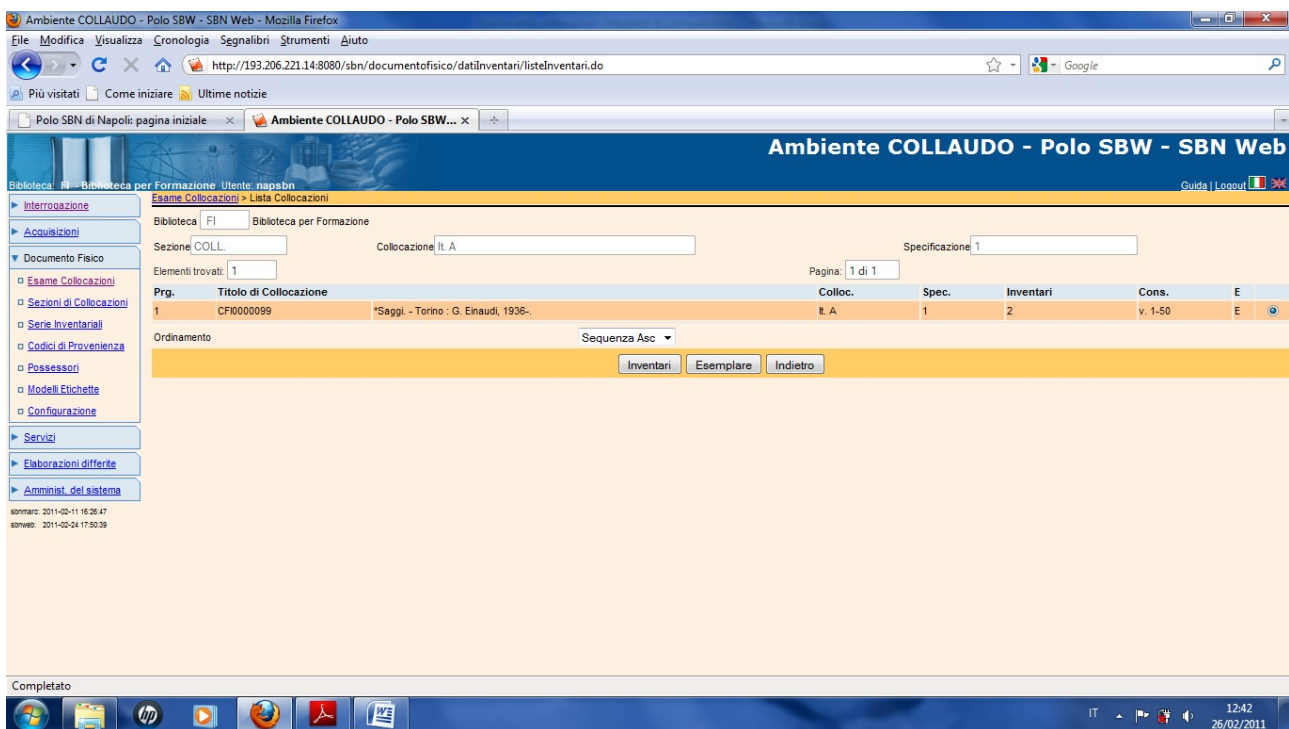 Ambiente COLLAUDO - Polo SBW - SBN Web - Mozilla Firefox
File Modifica Visualizza Cronologia Segnalibri Strumenti Aiuto
http://193.206.221.14:8080/sbn/documentofisico/datiInventari/listeInventari.do Google
Più visitati Come iniziare Ultime notizie
Polo SBN di Napoli: pagina iniziale Ambiente COLLAUDO - Polo SBW...
Ambiente COLLAUDO - Polo SBW - SBN Web
Biblioteca: FI - Biblioteca per Formazione Utente: napsbn Guida | Logout
Esame Collocazioni > Lista Collocazioni
Biblioteca FI Biblioteca per Formazione
Sezione COLL. Collocazione It. A Specificazione 1
Elementi trovati: 1 Pagina: 1 di 1
Prg. Titolo di Collocazione Colloc. Spec. Inventari Cons. E
1 CFI0000099 *Saggi. - Torino : G. Einaudi, 1936-. It. A 1 2 v. 1-50 E
Ordinamento Sequenza Asc
Inventari Esemplare Indietro
Interrogazione
Acquisizioni
Documento Fisico
Esame Collocazioni
Sezioni di Collocazioni
Serie Inventariali
Codici di Provenienza
Possessori
Modelli Etichette
Configurazione
Servizi
Elaborazioni differite
Amminist. del sistema
sbnmarc: 2011-02-11 16:26:47
sbnweb: 2011-02-24 17:50:39
Completato
hp
IT
12:42
26/02/2011